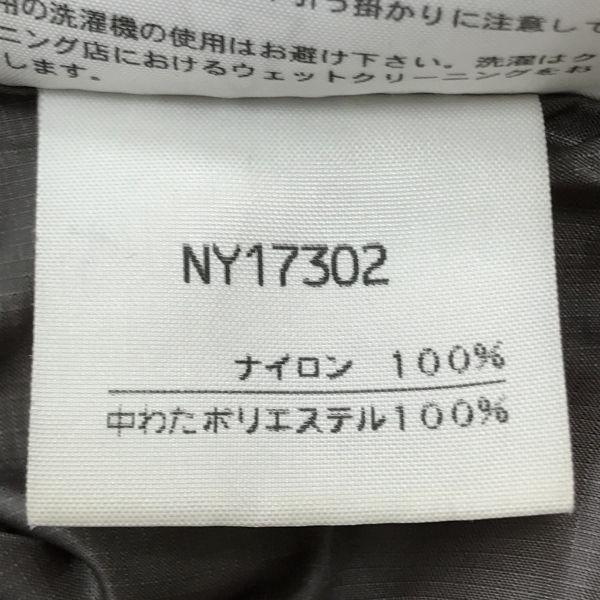 用の洗濯機の使用はお避け下さい。洗濯はク
ニング店におけるウェットクリーニングをお
します。
NY17302
ナイロン 100%
中わたポリエステル100%